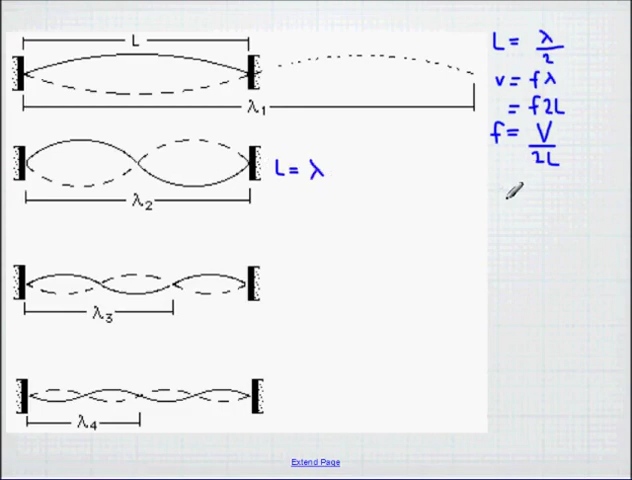 L
λ1
L = λ/2
v = fλ
= f2L
f = V/2L
λ2
L = λ
λ3
λ4
Extend Page